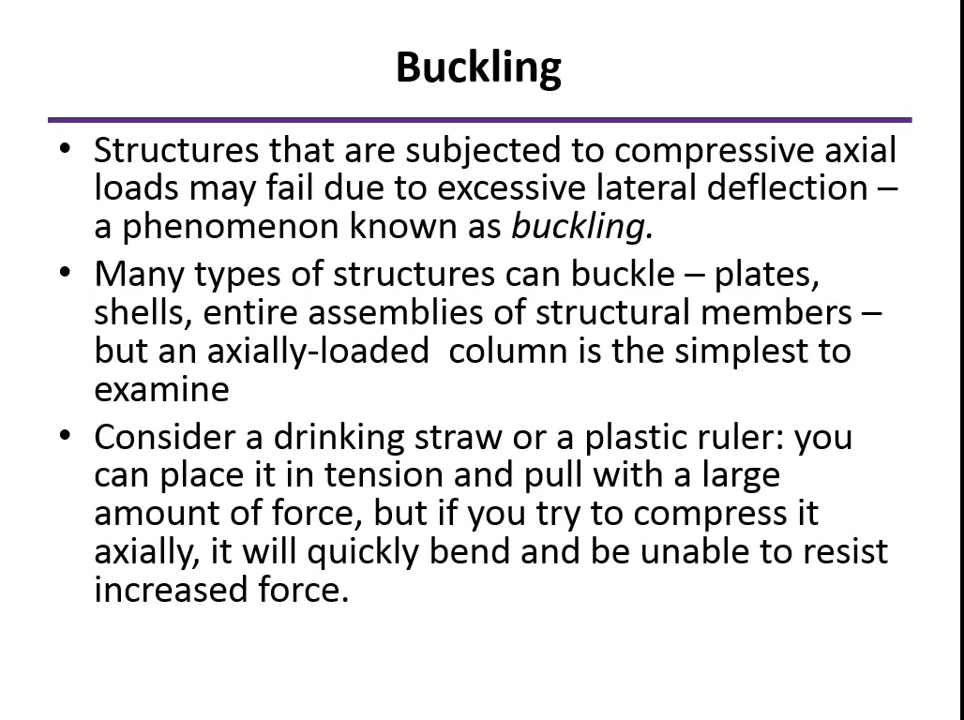 Buckling
• Structures that are subjected to compressive axial
loads may fail due to excessive lateral deflection –
a phenomenon known as buckling.
• Many types of structures can buckle – plates,
shells, entire assemblies of structural members –
but an axially-loaded  column is the simplest to
examine
• Consider a drinking straw or a plastic ruler: you
can place it in tension and pull with a large
amount of force, but if you try to compress it
axially, it will quickly bend and be unable to resist
increased force.